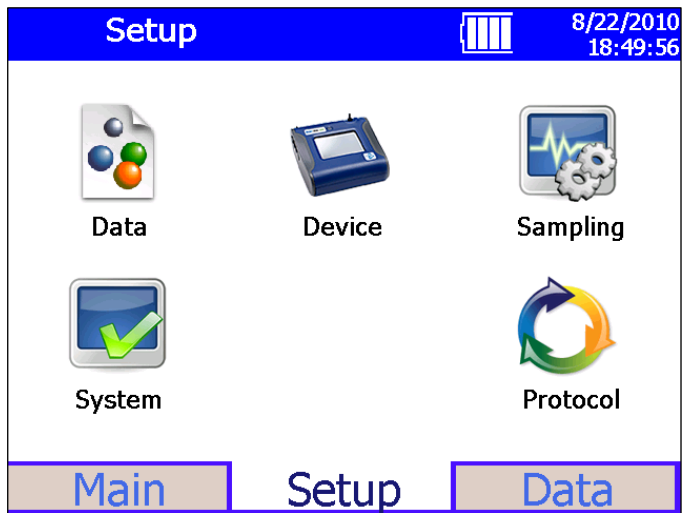 Setup
8/22/2010
18:49:56
Data
Device
Sampling
System
Protocol
Main
Setup
Data